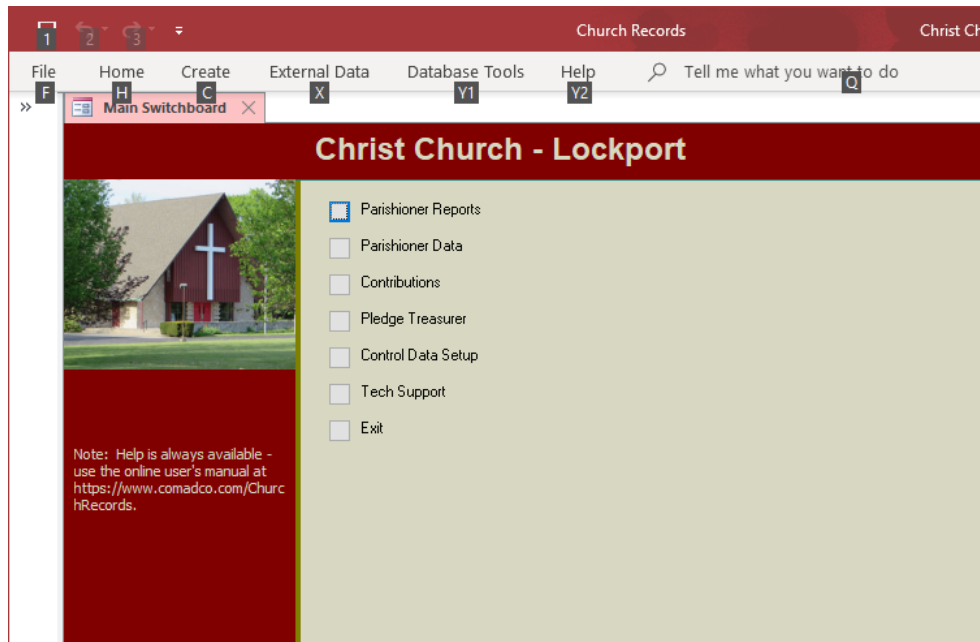 1 2 3 Church Records Christ Ch
File Home Create External Data Database Tools Help Tell me what you want to do
F H C X Y1 Y2 Q
» Main Switchboard
Christ Church - Lockport
Parishioner Reports
Parishioner Data
Contributions
Pledge Treasurer
Control Data Setup
Tech Support
Exit
Note: Help is always available -
use the online user's manual at
https://www.comadco.com/Churc
hRecords.